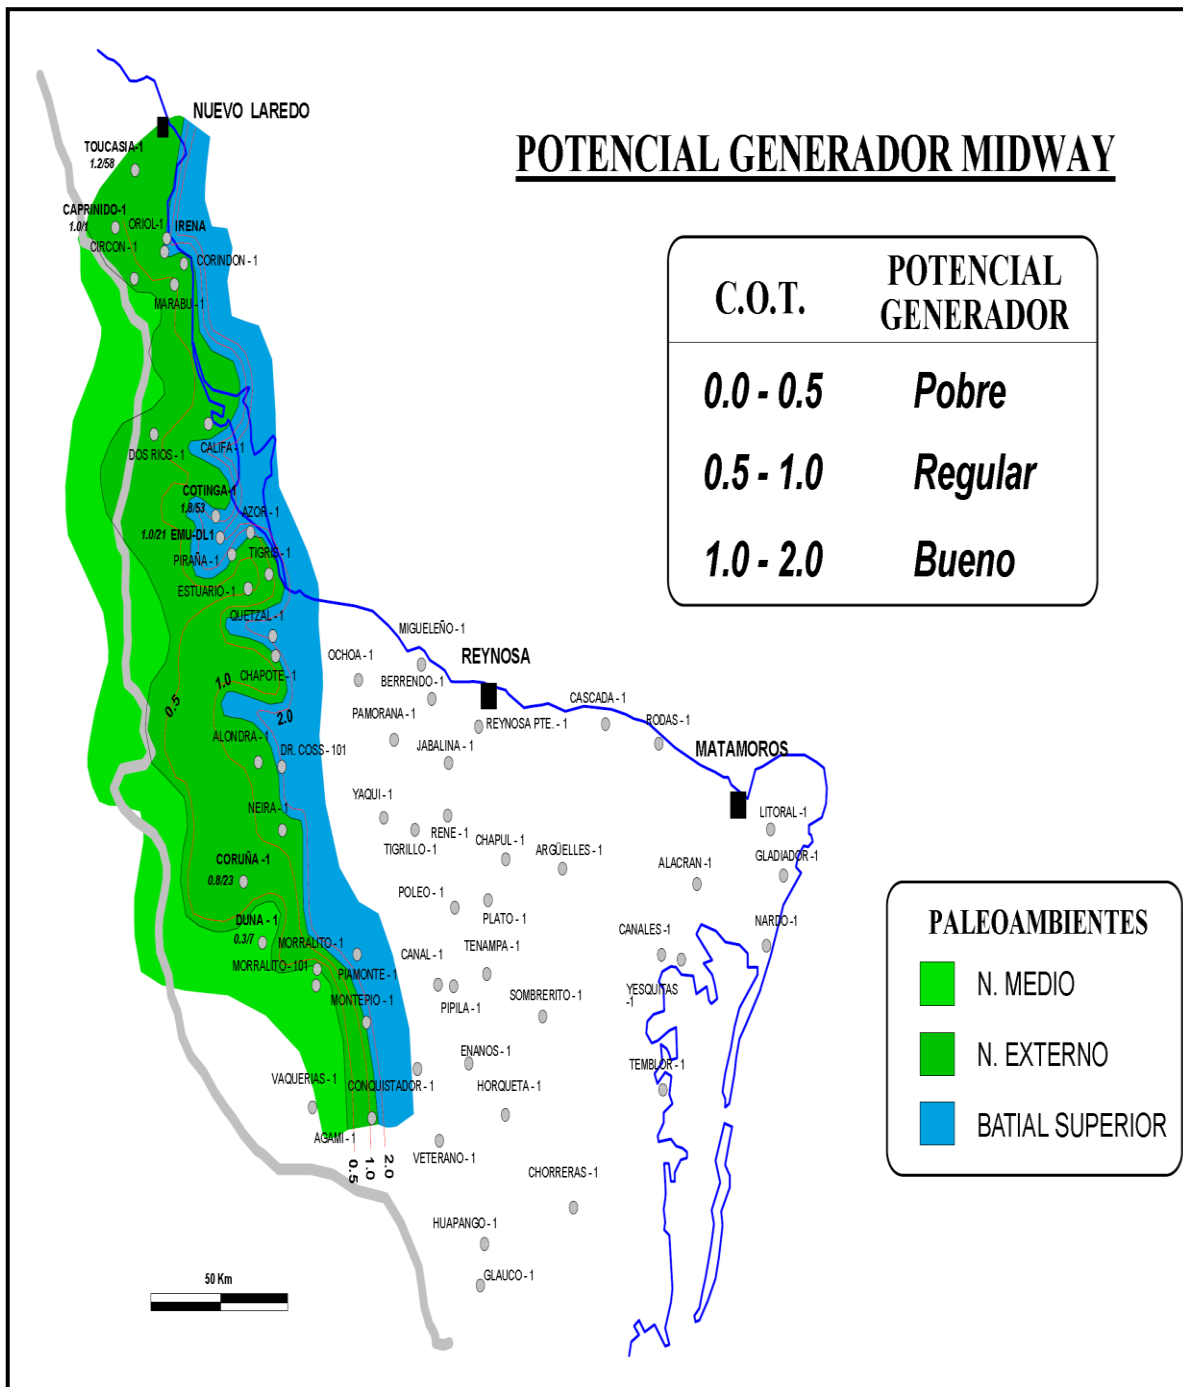 NUEVO LAREDO
POTENCIAL GENERADOR MIDWAY
TOUCASIA-1
1.2/58
CAPRINIDO-1
1.0/1
ORIOL-1
IRENA
CIRCON - 1
CORINDON - 1
MARABU - 1
C.O.T.
POTENCIAL
GENERADOR
0.0 - 0.5
Pobre
0.5 - 1.0
Regular
1.0 - 2.0
Bueno
DOS RIOS - 1
CALIFA - 1
COTINGA-1
1.8/53
AZOR - 1
1.0/21
EMU-DL1
PIRAÑA - 1
TIGRIS - 1
ESTUARIO - 1
QUETZAL - 1
CHAPOTE - 1
0.5
1.0
2.0
ALONDRA - 1
DR. COSS - 101
NEIRA - 1
CORUÑA -1
0.8/23
DUNA - 1
0.3/7
MORRALITO - 1
MORRALITO - 101
PIAMONTE - 1
MONTEPIO - 1
VAQUERIAS - 1
CONQUISTADOR - 1
AGAMI - 1
0.5
1.0
2.0
MIGUELEÑO - 1
OCHOA - 1
REYNOSA
BERRENDO - 1
PAMORANA - 1
REYNOSA PTE. - 1
CASCADA - 1
RODAS - 1
JABALINA - 1
MATAMOROS
YAQUI - 1
RENE - 1
TIGRILLO - 1
CHAPUL - 1
ARGÜELLES - 1
LITORAL -1
ALACRAN - 1
GLADIADOR -1
POLEO - 1
PLATO - 1
NARDO -1
CANAL - 1
TENAMPA - 1
CANALES - 1
PIPILA - 1
SOMBRERITO - 1
YESQUITAS
-1
ENANOS - 1
HORQUETA - 1
TEMBLOR - 1
VETERANO - 1
CHORRERAS - 1
HUAPANGO - 1
GLAUCO - 1
PALEOAMBIENTES
N. MEDIO
N. EXTERNO
BATIAL SUPERIOR
50 Km